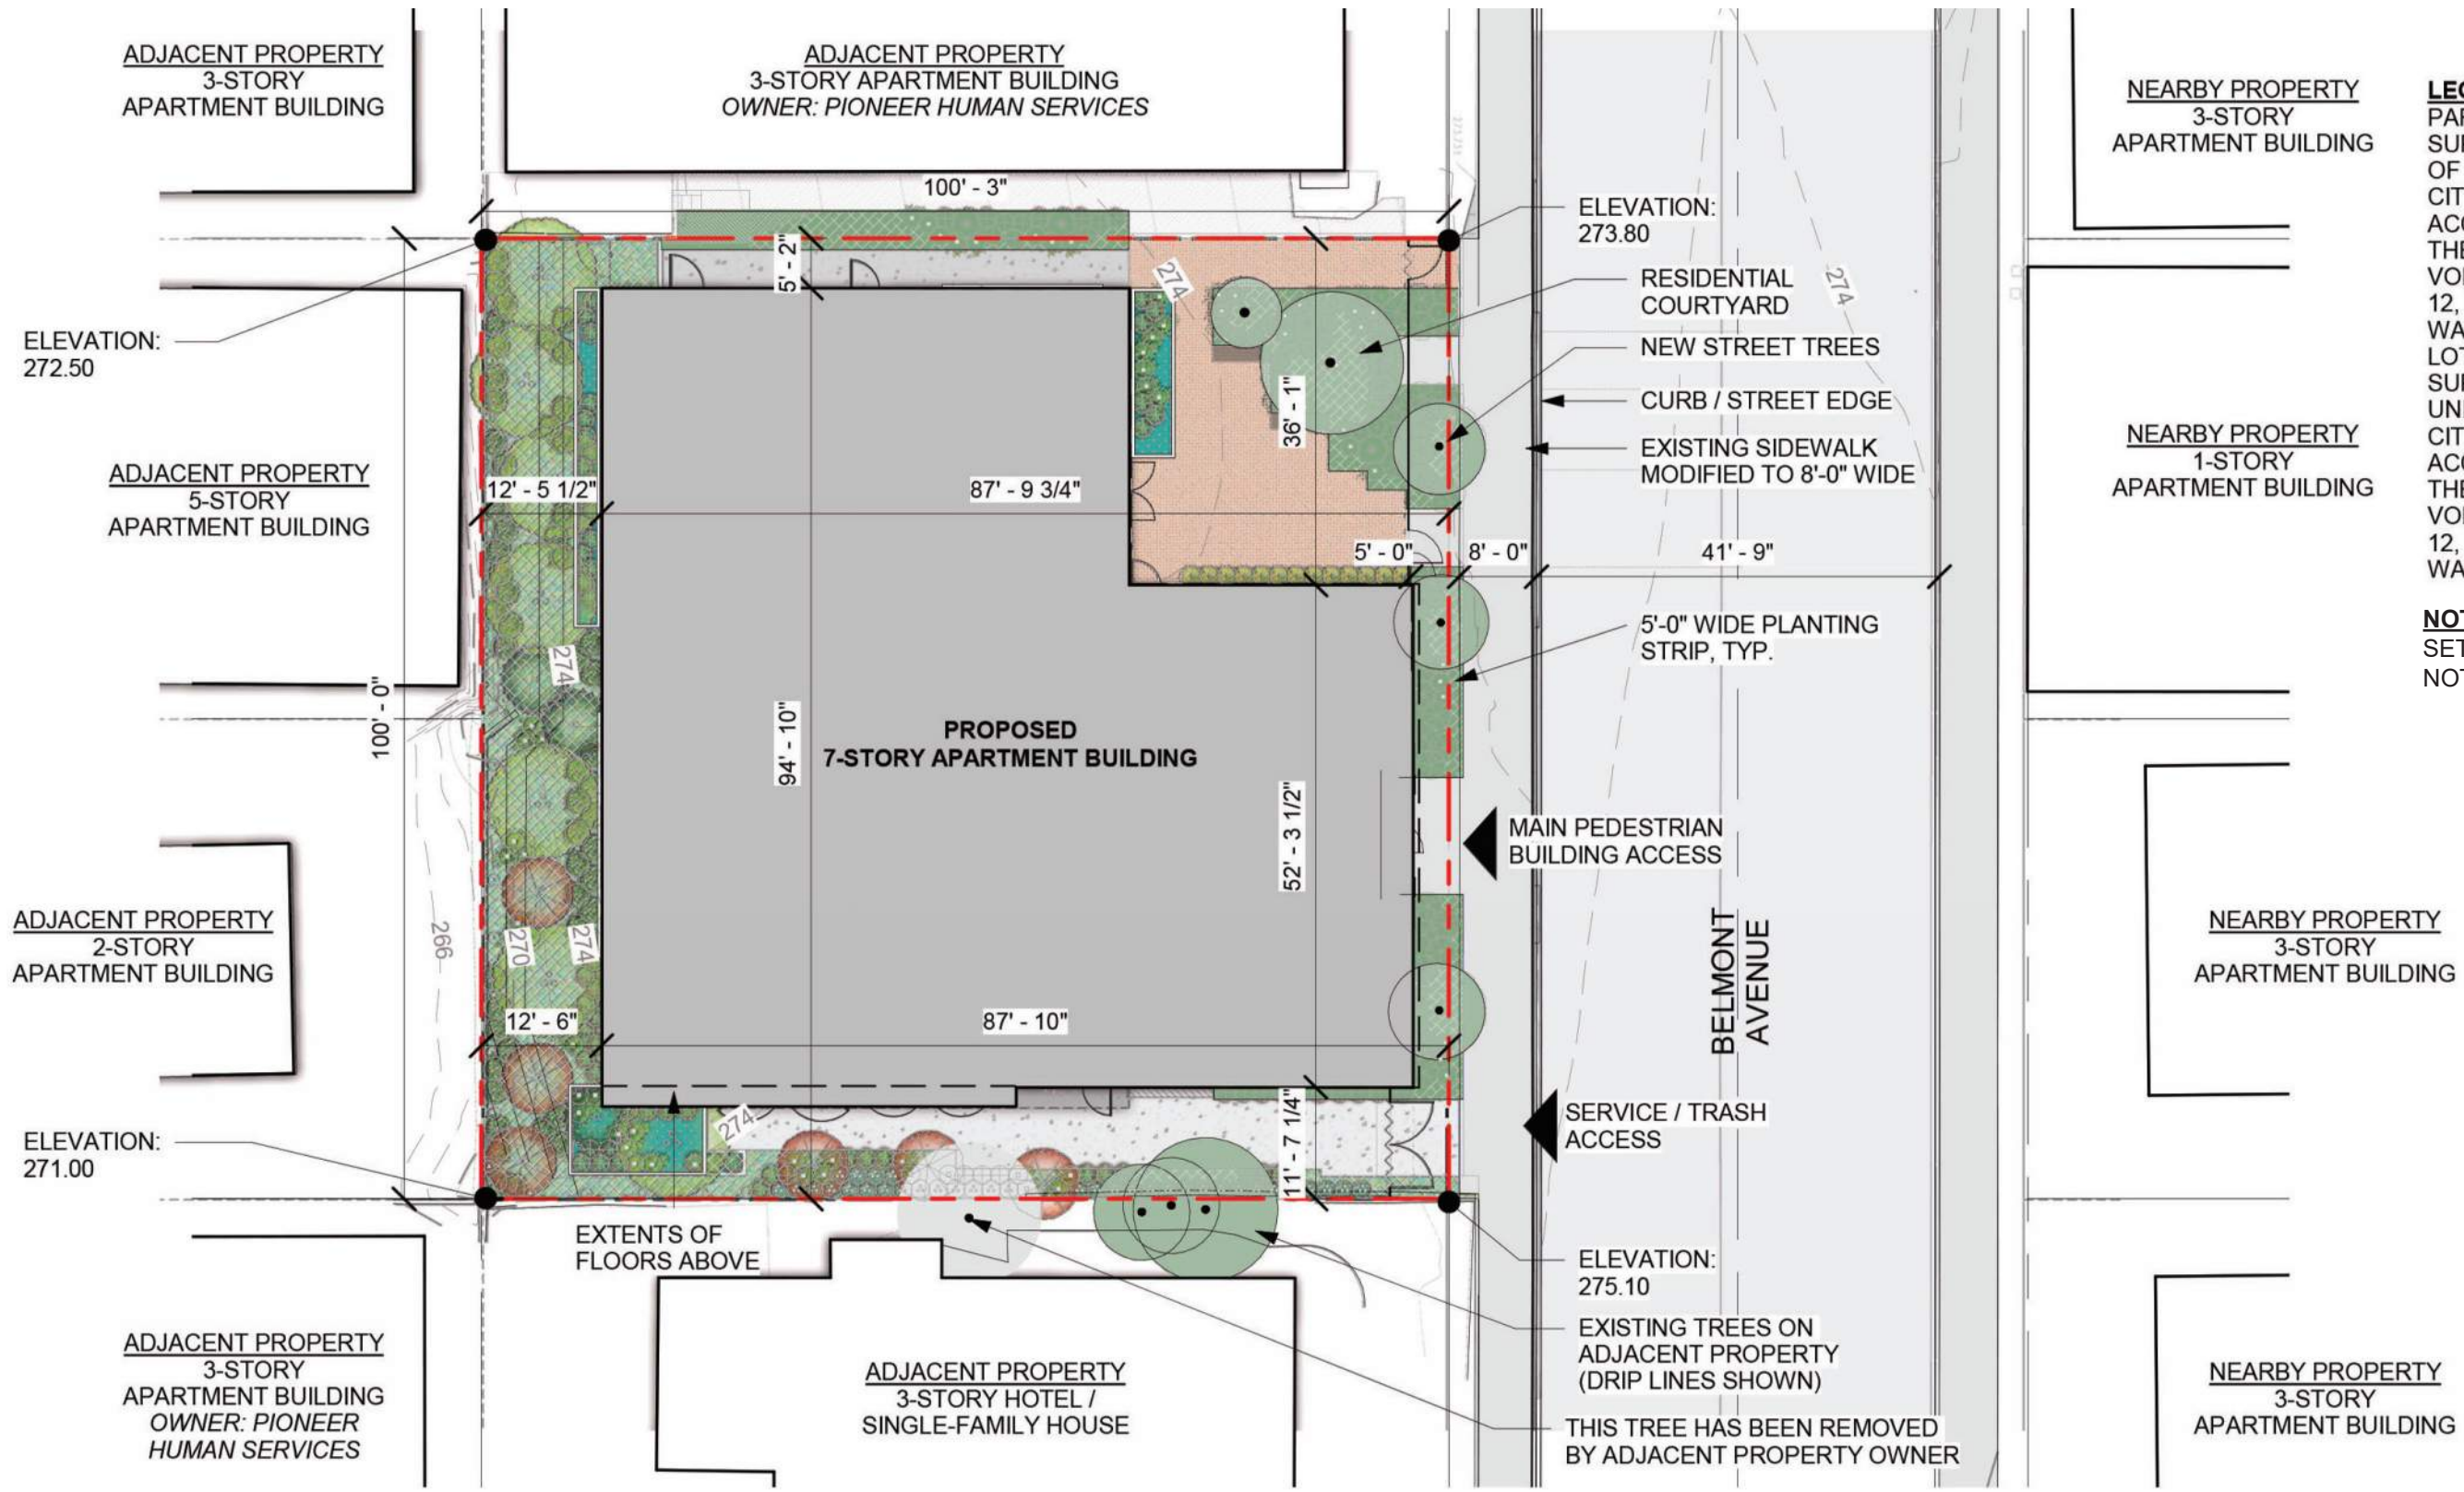 ADJACENT PROPERTY
3-STORY
APARTMENT BUILDING
ADJACENT PROPERTY
3-STORY APARTMENT BUILDING
OWNER: PIONEER HUMAN SERVICES
NEARBY PROPERTY
3-STORY
APARTMENT BUILDING
100' - 3"
ELEVATION:
273.80
5' - 2"
274
RESIDENTIAL
COURTYARD
274
ELEVATION:
272.50
NEW STREET TREES
CURB / STREET EDGE
36' - 1"
EXISTING SIDEWALK
MODIFIED TO 8'-0" WIDE
NEARBY PROPERTY
1-STORY
APARTMENT BUILDING
ADJACENT PROPERTY
5-STORY
APARTMENT BUILDING
12' - 5 1/2"
87' - 9 3/4"
5' - 0"
8' - 0"
41' - 9"
5'-0" WIDE PLANTING
STRIP, TYP.
274
100' - 0"
94' - 10"
PROPOSED
7-STORY APARTMENT BUILDING
52' - 3 1/2"
MAIN PEDESTRIAN
BUILDING ACCESS
ADJACENT PROPERTY
2-STORY
APARTMENT BUILDING
266
270
274
BELMONT
AVENUE
NEARBY PROPERTY
3-STORY
APARTMENT BUILDING
12' - 6"
87' - 10"
274
11' - 7 1/4"
SERVICE / TRASH
ACCESS
ELEVATION:
271.00
EXTENTS OF
FLOORS ABOVE
ELEVATION:
275.10
EXISTING TREES ON
ADJACENT PROPERTY
(DRIP LINES SHOWN)
ADJACENT PROPERTY
3-STORY
APARTMENT BUILDING
OWNER: PIONEER
HUMAN SERVICES
ADJACENT PROPERTY
3-STORY HOTEL /
SINGLE-FAMILY HOUSE
THIS TREE HAS BEEN REMOVED
BY ADJACENT PROPERTY OWNER
NEARBY PROPERTY
3-STORY
APARTMENT BUILDING
OF
THE
12,
THE
12,